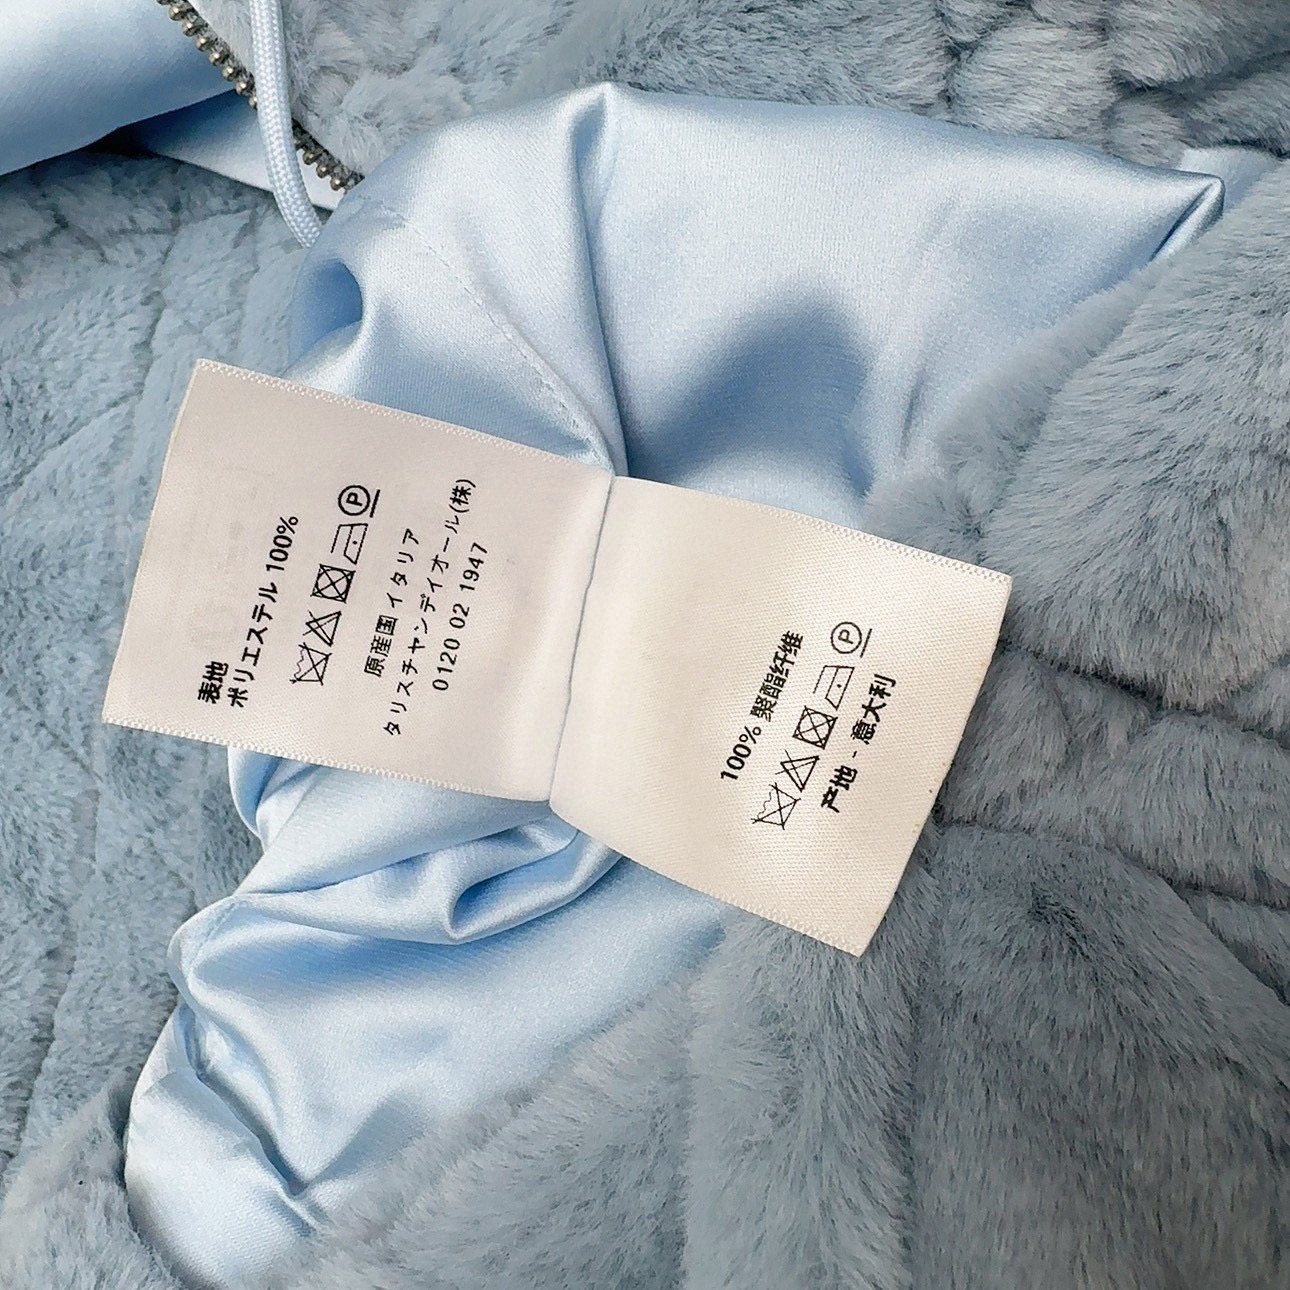 表地
ポリエステル 100%
P
原産国イタリア
タリスチャンデイオール(株)
0120 02 1947
100% 聚酯纤维
P
产地 - 意大利